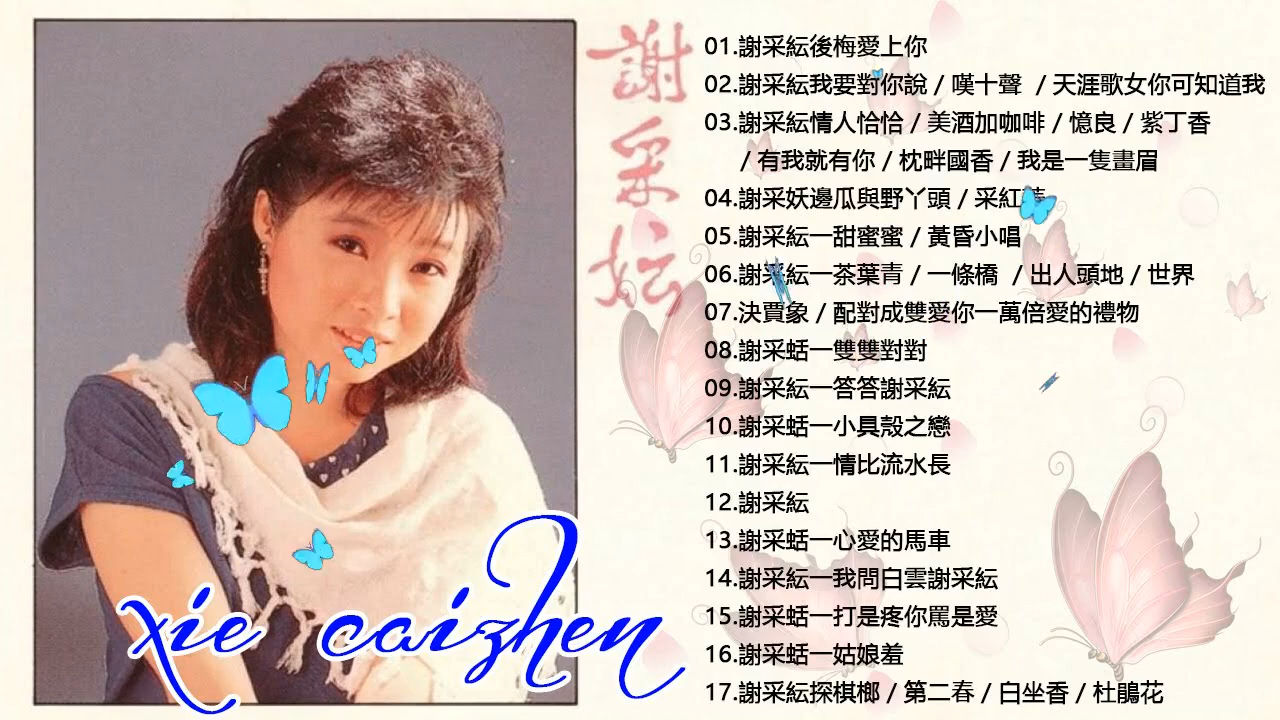 謝采妘
01.謝采紜後梅愛上你
02.謝采紜我要對你說 / 嘆十聲 / 天涯歌女你可知道我
03.謝采紜情人恰恰 / 美酒加咖啡 / 憶良 / 紫丁香
/ 有我就有你 / 枕畔國香 / 我是一隻畫眉
04.謝采妖邊瓜與野丫頭 / 采紅
05.謝采紜一甜蜜蜜 / 黃昏小唱
06.謝采紜一茶葉青 / 一條橋 / 出人頭地 / 世界
07.決賈象 / 配對成雙愛你一萬倍愛的禮物
08.謝采蛞一雙雙對對
09.謝采紜一答答謝采紜
10.謝采蛞一小具殼之戀
11.謝采紜一情比流水長
12.謝采紜
13.謝采蛞一心愛的馬車
14.謝采紜一我問白雲謝采紜
15.謝采蛞一打是疼你罵是愛
16.謝采蛞一姑娘羞
17.謝采紜探棋榔 / 第二春 / 白坐香 / 杜鵑花
xie caizhen